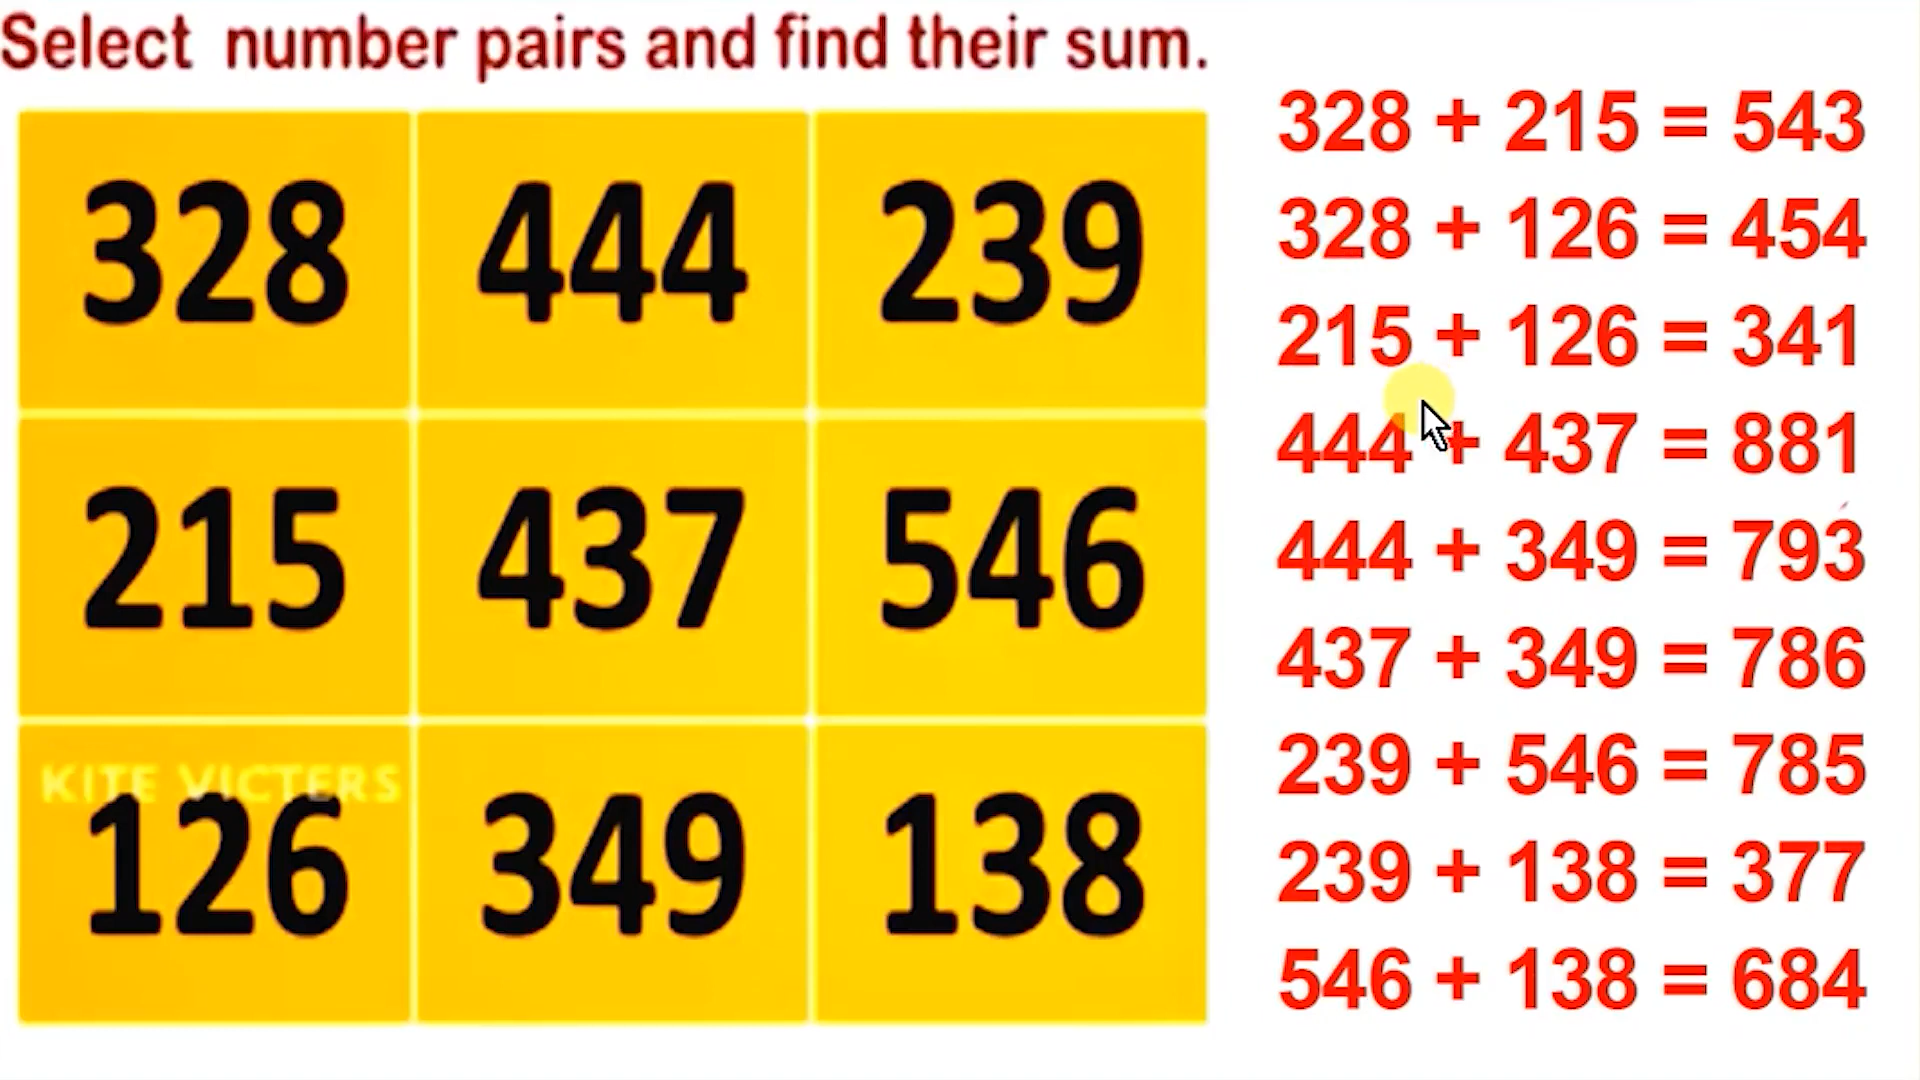 Select number pairs and find their sum.
328 444 239
215 437 546
KITE VICTERS
126 349 138
328 + 215 = 543
328 + 126 = 454
215 + 126 = 341
444 + 437 = 881
444 + 349 = 793
437 + 349 = 786
239 + 546 = 785
239 + 138 = 377
546 + 138 = 684